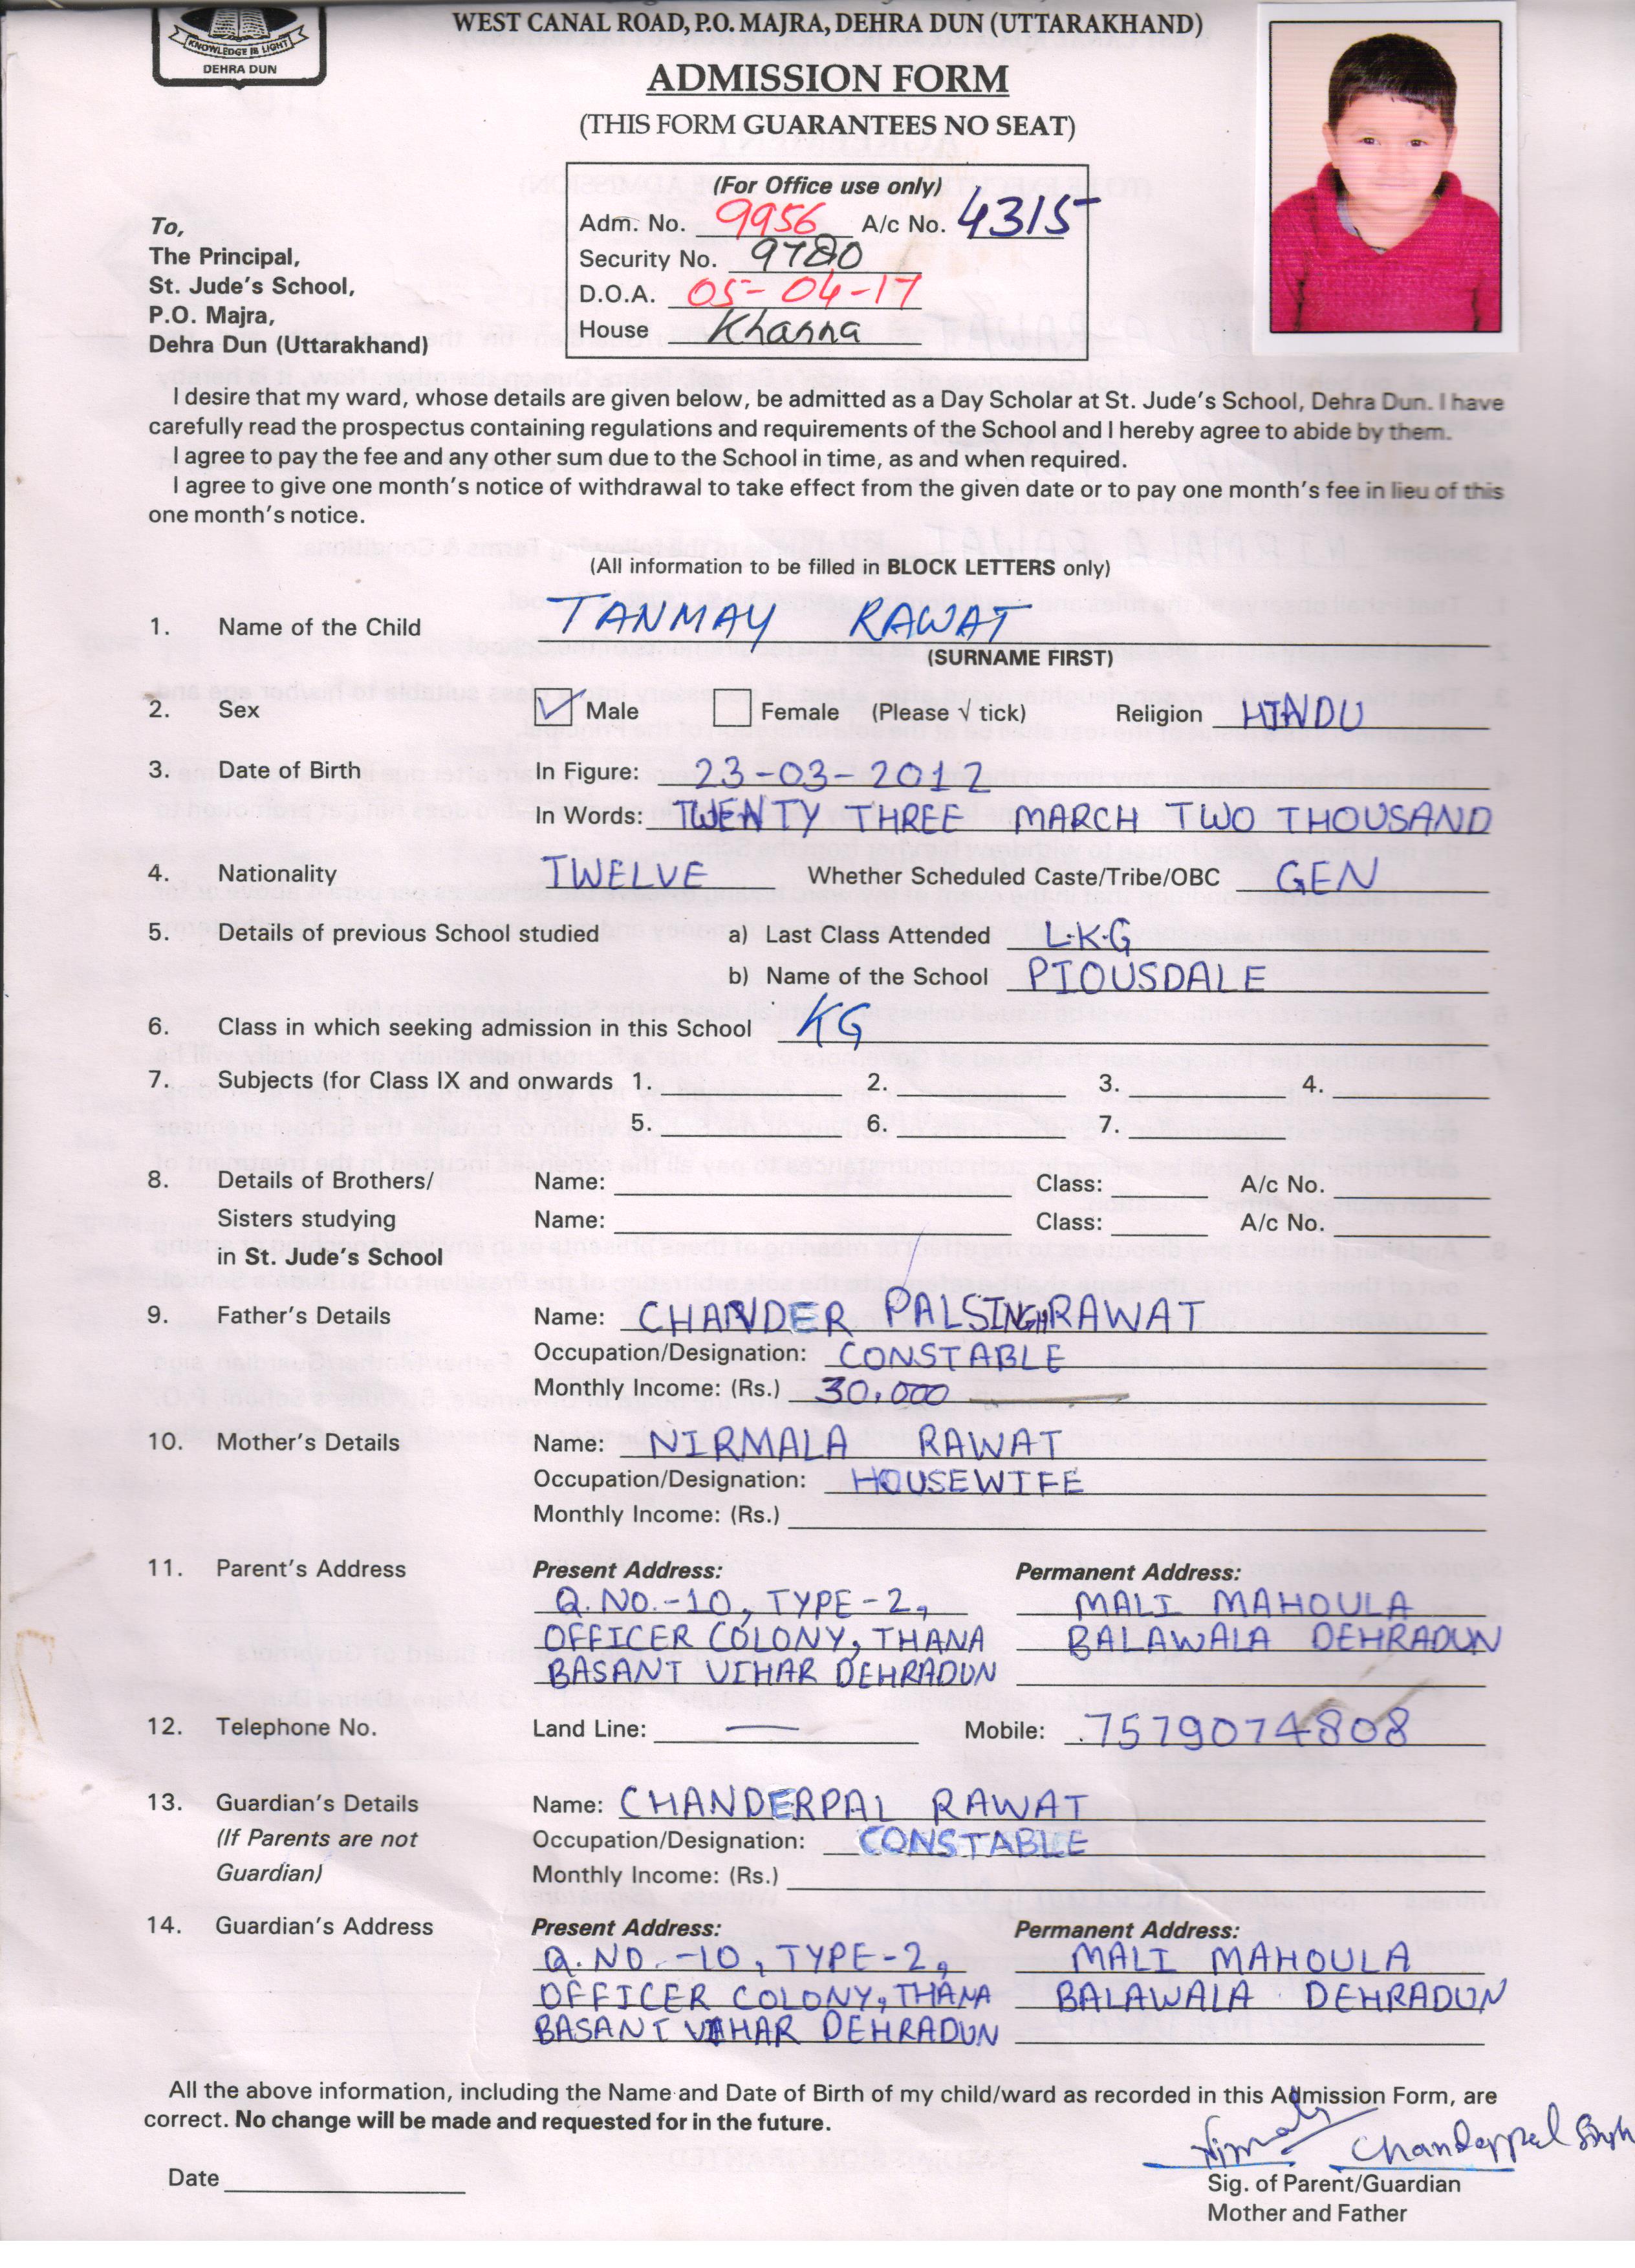 KNOWLEDGE IS LIGHT
DEHRA DUN
WEST CANAL ROAD, P.O. MAJRA, DEHRA DUN (UTTARAKHAND)
ADMISSION FORM
(THIS FORM GUARANTEES NO SEAT)
(For Office use only)
Adm. No. 9956 A/c No. 4315
Security No. 9780
D.O.A. 05-04-17
House Khanna
To,
The Principal,
St. Jude's School,
P.O. Majra,
Dehra Dun (Uttarakhand)
I desire that my ward, whose details are given below, be admitted as a Day Scholar at St. Jude's School, Dehra Dun. I have
carefully read the prospectus containing regulations and requirements of the School and I hereby agree to abide by them.
I agree to pay the fee and any other sum due to the School in time, as and when required.
I agree to give one month's notice of withdrawal to take effect from the given date or to pay one month's fee in lieu of this
one month's notice.
(All information to be filled in BLOCK LETTERS only)
1. Name of the Child TANMAY RAWAT
(SURNAME FIRST)
2. Sex Male Female (Please √ tick) Religion HINDU
3. Date of Birth In Figure: 23-03-2012
In Words: TWENTY THREE MARCH TWO THOUSAND
4. Nationality TWELVE Whether Scheduled Caste/Tribe/OBC GEN
5. Details of previous School studied a) Last Class Attended L.K.G
b) Name of the School PIOUSDALE
6. Class in which seeking admission in this School KG
7. Subjects (for Class IX and onwards 1. 2. 3. 4.
5. 6. 7.
8. Details of Brothers/ Name: Class: A/c No.
Sisters studying Name: Class: A/c No.
in St. Jude's School
9. Father's Details Name: CHANDER PALSINGHRAWAT
Occupation/Designation: CONSTABLE
Monthly Income: (Rs.) 30,000
10. Mother's Details Name: NIRMALA RAWAT
Occupation/Designation: HOUSEWIFE
Monthly Income: (Rs.)
11. Parent's Address Present Address: Permanent Address:
Q.NO.-10, TYPE-2, MALI MAHOULA
OFFICER COLONY, THANA BALAWALA DEHRADUN
BASANT VIHAR DEHRADUN
12. Telephone No. Land Line: — Mobile: 7579074808
13. Guardian's Details Name: CHANDERPAL RAWAT
(If Parents are not Occupation/Designation: CONSTABLE
Guardian) Monthly Income: (Rs.)
14. Guardian's Address Present Address: Permanent Address:
Q.NO.-10, TYPE-2, MALI MAHOULA
OFFICER COLONY, THANA BALAWALA DEHRADUN
BASANT VIHAR DEHRADUN
All the above information, including the Name and Date of Birth of my child/ward as recorded in this Admission Form, are
correct. No change will be made and requested for in the future.
Chanderpal Singh
Date
Sig. of Parent/Guardian
Mother and Father